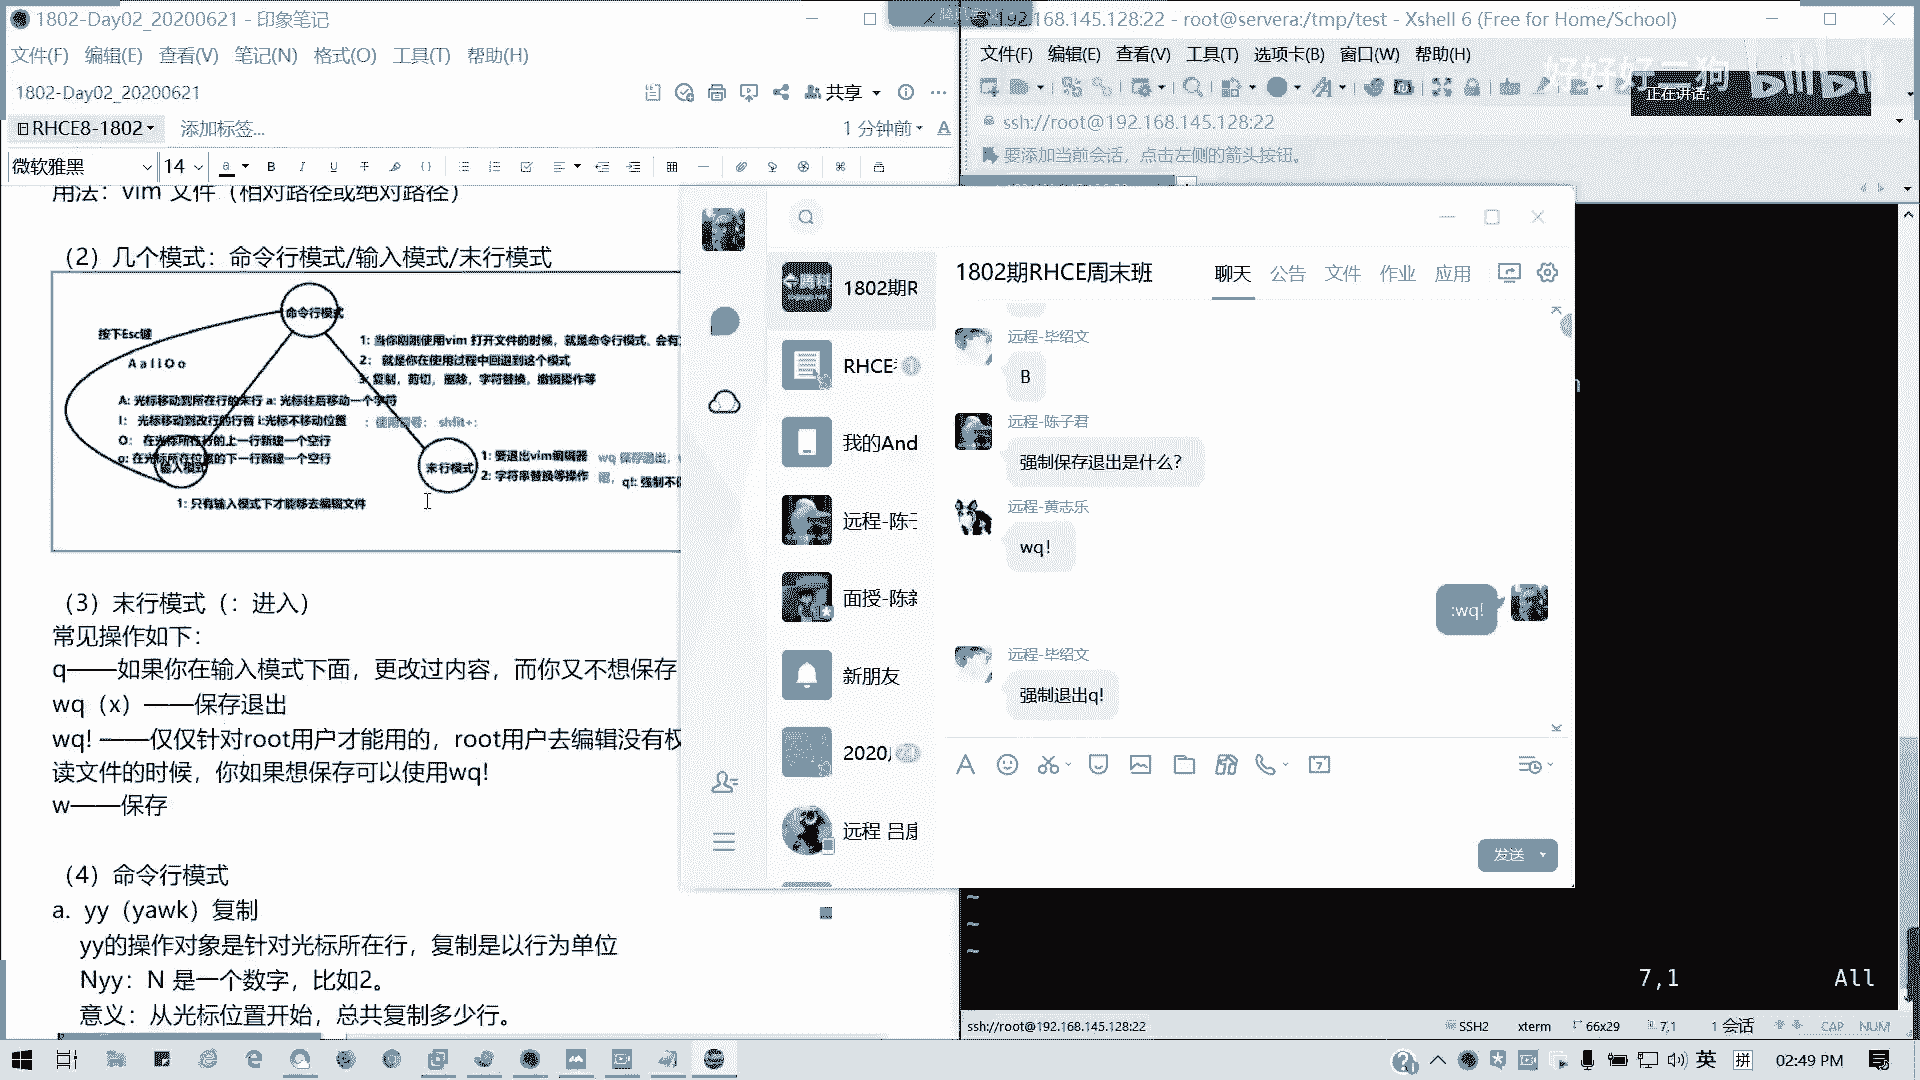 1802-Day02_20200621 - 印象笔记
文件(F) 编辑(E) 查看(V) 笔记(N) 格式(O) 工具(T) 帮助(H)
1802-Day02_20200621
共享
RHCE8-1802
添加标签...
1 分钟前
微软雅黑
14
用法：vim 文件（相对路径或绝对路径）
（2）几个模式：命令行模式/输入模式/末行模式
命令行模式
按下Esc键
A a I i O o
1: 当你刚刚使用vim 打开文件的时候，就是命令行模式。会有
2: 就是你在使用过程中回退到这个模式
3: 复制，剪切，删除，字符替换，撤销操作等
A: 光标移动到所在行的末行 a: 光标往后移动一个字符
I: 光标移动到改行的行首 i:光标不移动位置
: 使用冒号: shfit+:
O: 在光标所在行的上一行新建一个空行
o: 在光标所在位置的下一行新建一个空行
输入模式
末行模式
1: 要退出vim编辑器
wq 保存退出，
2: 字符串替换等操作
q!: 强制不保
1: 只有输入模式下才能够去编辑文件
（3）末行模式（：进入）
常见操作如下：
q——如果你在输入模式下面，更改过内容，而你又不想保存
wq（x）——保存退出
wq! ——仅仅针对root用户才能用的，root用户去编辑没有权
读文件的时候，你如果想保存可以使用wq!
w——保存
（4）命令行模式
a. yy（yawk）复制
yy的操作对象是针对光标所在行，复制是以行为单位
Nyy：N 是一个数字，比如2。
意义：从光标位置开始，总共复制多少行。
192.168.145.128:22 - root@servera:/tmp/test - Xshell 6 (Free for Home/School)
文件(F) 编辑(E) 查看(V) 工具(T) 选项卡(B) 窗口(W) 帮助(H)
好好好二狗
bilibili
正在讲话:
ssh://root@192.168.145.128:22
要添加当前会话，点击左侧的箭头按钮。
1802期R
RHCE
我的And
远程-陈子
面授-陈新
新朋友
2020
远程 吕展
1802期RHCE周末班
聊天 公告 文件 作业 应用
远程-毕绍文
B
远程-陈子君
强制保存退出是什么?
远程-黄志乐
wq!
:wq!
远程-毕绍文
强制退出q!
发送
~
~
~
7,1
All
ssh://root@192.168.145.128:22
SSH2
xterm
66x29
7,1
1 会话
CAP
NUM
英
拼
02:49 PM